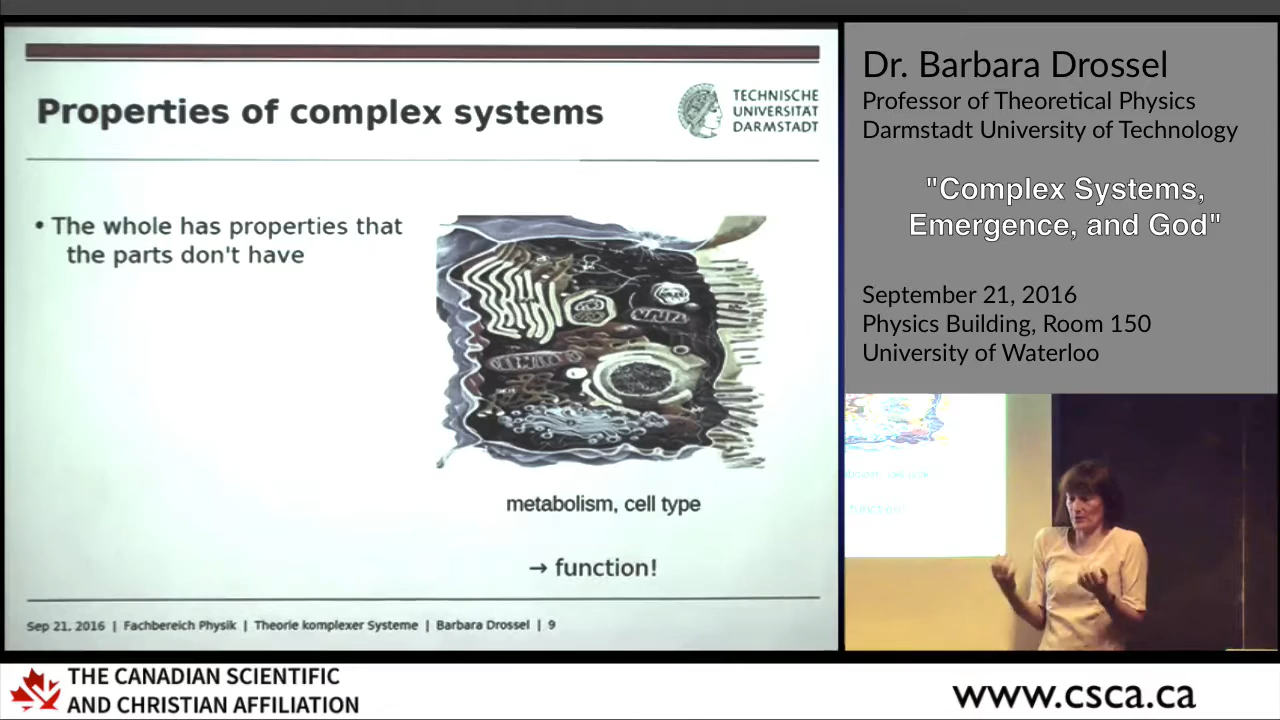 Properties of complex systems
TECHNISCHE
UNIVERSITÄT
DARMSTADT
• The whole has properties that
the parts don't have
metabolism, cell type
→ function!
Sep 21, 2016 | Fachbereich Physik | Theorie komplexer Systeme | Barbara Drossel | 9
Dr. Barbara Drossel
Professor of Theoretical Physics
Darmstadt University of Technology
"Complex Systems,
Emergence, and God"
September 21, 2016
Physics Building, Room 150
University of Waterloo
function!
THE CANADIAN SCIENTIFIC
AND CHRISTIAN AFFILIATION
www.csca.ca